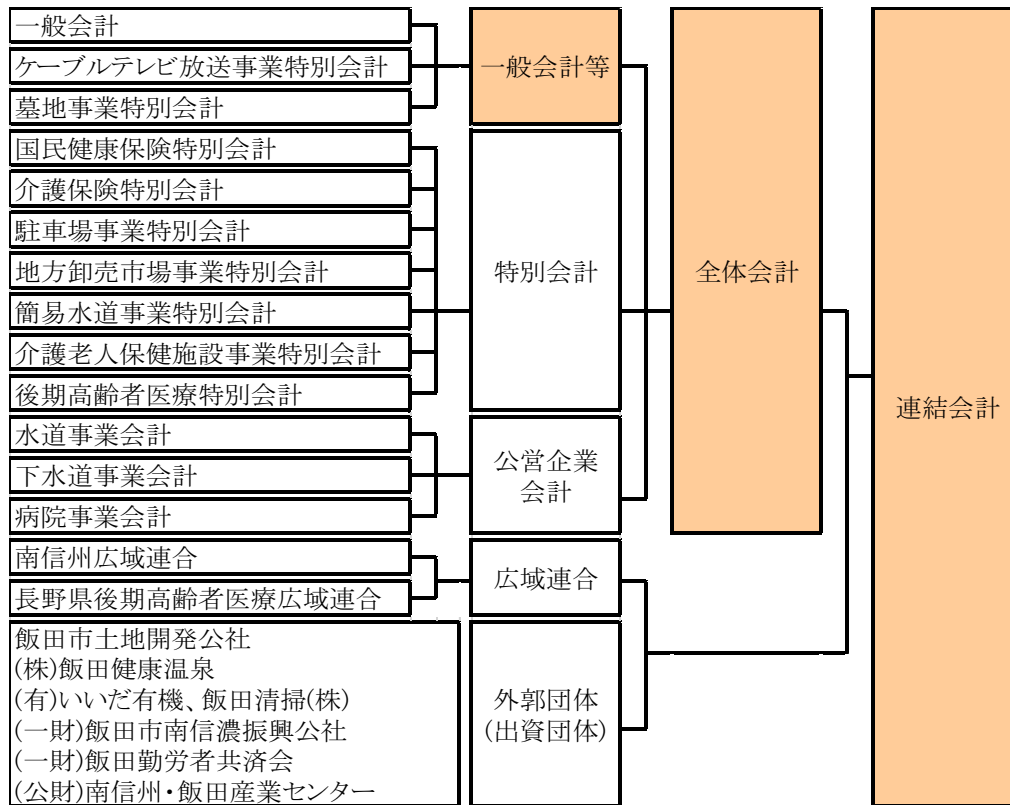 一般会計
ケーブルテレビ放送事業特別会計
墓地事業特別会計
一般会計等
国民健康保険特別会計
介護保険特別会計
駐車場事業特別会計
地方卸売市場事業特別会計
簡易水道事業特別会計
介護老人保健施設事業特別会計
後期高齢者医療特別会計
特別会計
水道事業会計
下水道事業会計
病院事業会計
公営企業
会計
全体会計
南信州広域連合
長野県後期高齢者医療広域連合
広域連合
飯田市土地開発公社
(株)飯田健康温泉
(有)いいだ有機、飯田清掃(株)
(一財)飯田市南信濃振興公社
(一財)飯田勤労者共済会
(公財)南信州・飯田産業センター
外郭団体
(出資団体)
連結会計